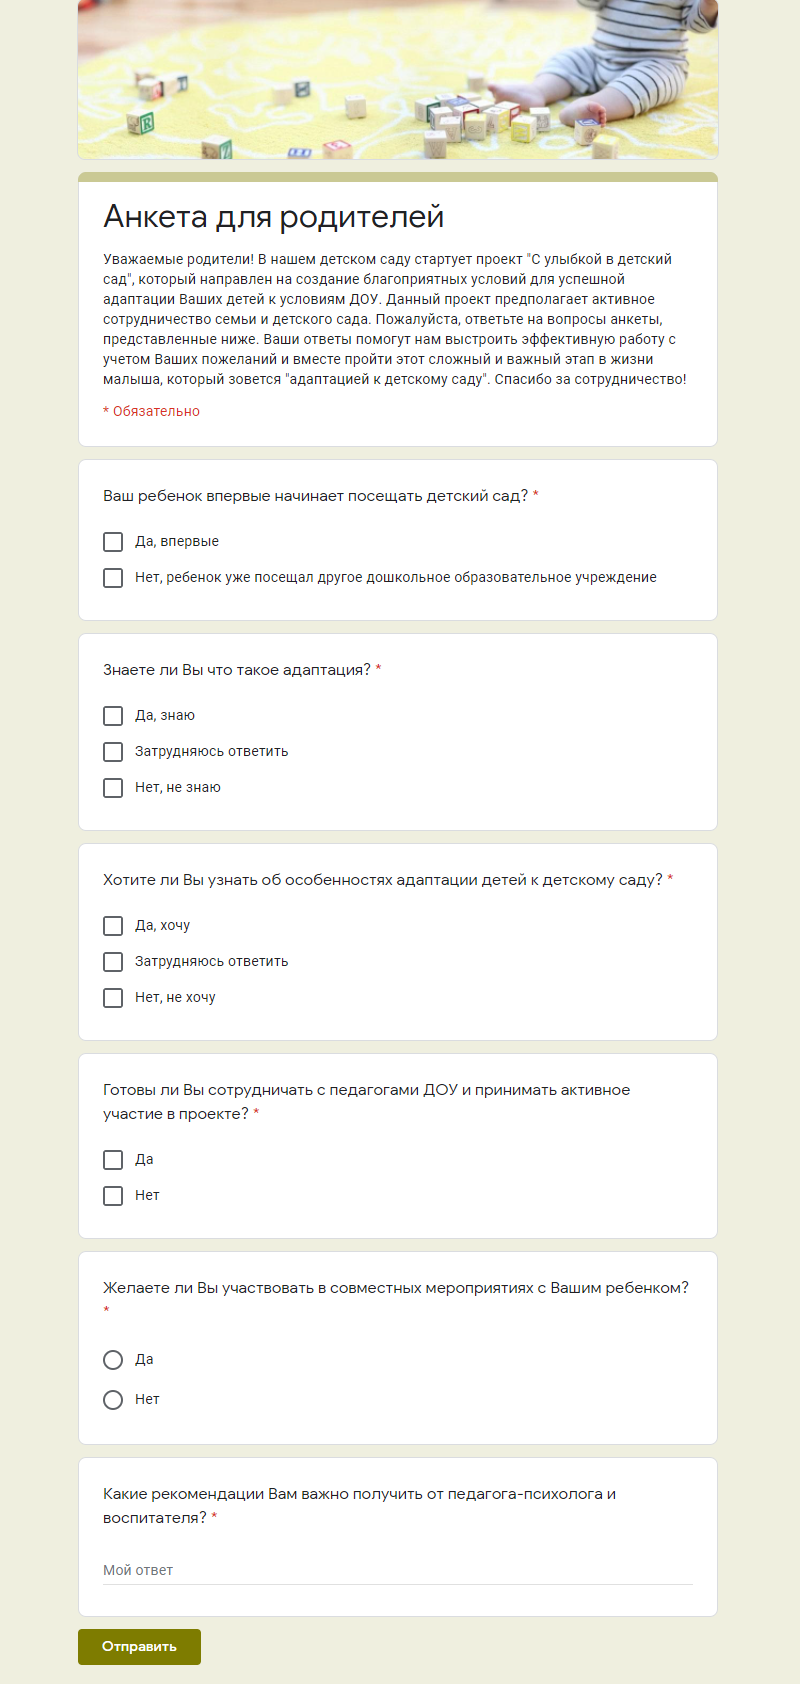 Анкета для родителей
Уважаемые родители! В нашем детском саду стартует проект "С улыбкой в детский
сад", который направлен на создание благоприятных условий для успешной
адаптации Ваших детей к условиям ДОУ. Данный проект предполагает активное
сотрудничество семьи и детского сада. Пожалуйста, ответьте на вопросы анкеты,
представленные ниже. Ваши ответы помогут нам выстроить эффективную работу с
учетом Ваших пожеланий и вместе пройти этот сложный и важный этап в жизни
малыша, который зовется "адаптацией к детскому саду". Спасибо за сотрудничество!
* Обязательно
Ваш ребенок впервые начинает посещать детский сад? *
Да, впервые
Нет, ребенок уже посещал другое дошкольное образовательное учреждение
Знаете ли Вы что такое адаптация? *
Да, знаю
Затрудняюсь ответить
Нет, не знаю
Хотите ли Вы узнать об особенностях адаптации детей к детскому саду? *
Да, хочу
Затрудняюсь ответить
Нет, не хочу
Готовы ли Вы сотрудничать с педагогами ДОУ и принимать активное
участие в проекте? *
Да
Нет
Желаете ли Вы участвовать в совместных мероприятиях с Вашим ребенком?
*
Да
Нет
Какие рекомендации Вам важно получить от педагога-психолога и
воспитателя? *
Мой ответ
Отправить